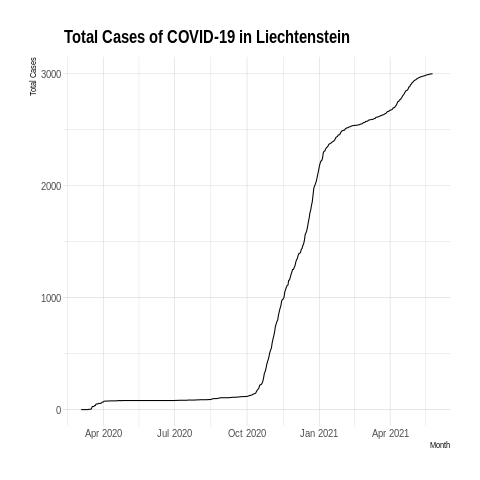 Total Cases of COVID-19 in Liechtenstein
Total Cases
3000
2000
1000
0
Apr 2020 Jul 2020 Oct 2020 Jan 2021 Apr 2021
Month